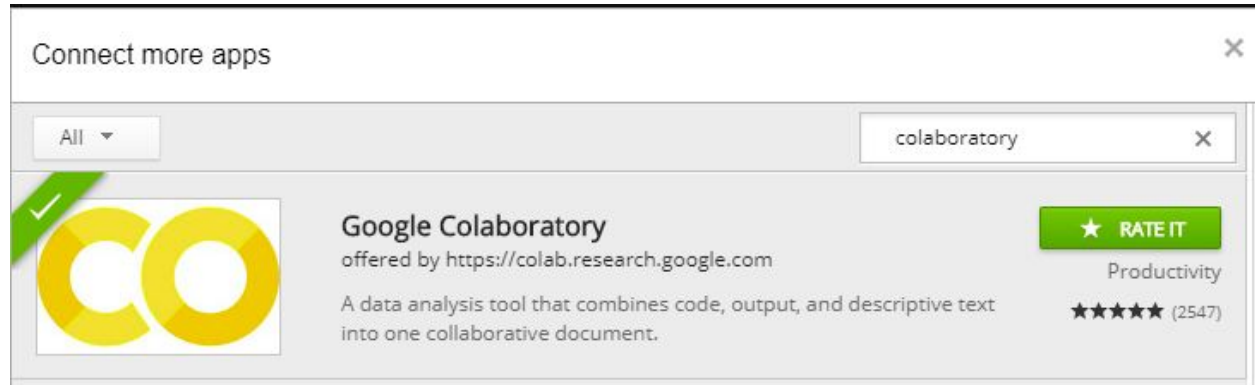 Connect more apps
All
colaboratory
CO
Google Colaboratory
offered by https://colab.research.google.com
A data analysis tool that combines code, output, and descriptive text
into one collaborative document.
RATE IT
Productivity
(2547)